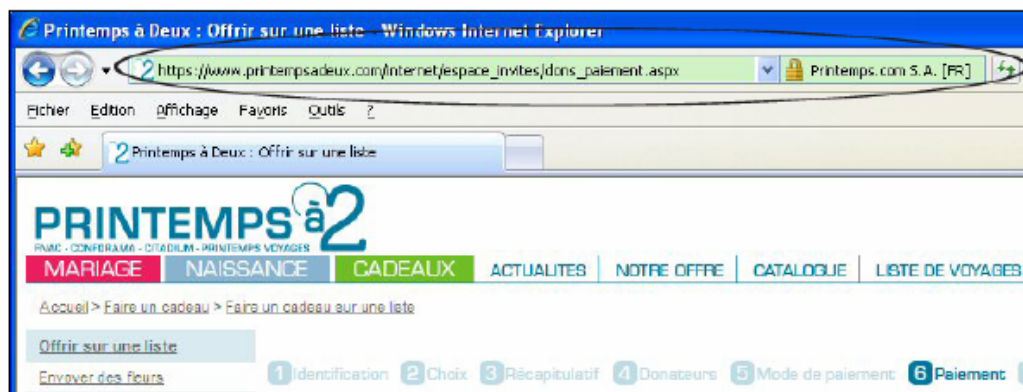 Printemps à Deux : Offrir sur une liste - Windows Internet Explorer
https://www.printempsadeux.com/internet/espace_invites/dons_paiement.aspx Printemps.com S.A. [FR]
Fichier Edition Affichage Favoris Outils ?
Printemps à Deux : Offrir sur une liste
PRINTEMPS à 2
FNAC - CONFORAMA - CITADIUM - PRINTEMPS VOYAGES
MARIAGE NAISSANCE CADEAUX ACTUALITES NOTRE OFFRE CATALOGUE LISTE DE VOYAGES
Accueil > Faire un cadeau > Faire un cadeau sur une liste
Offrir sur une liste
Envoyer des fleurs
1 Identification 2 Choix 3 Récapitulatif 4 Donateurs 5 Mode de paiement 6 Paiement